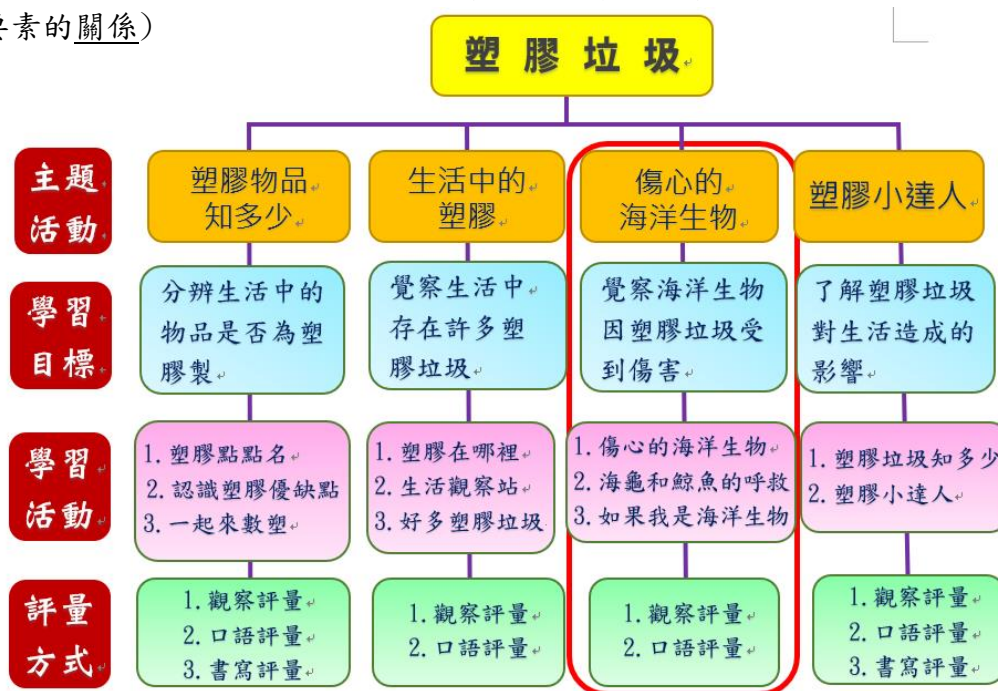 要素的關係)
塑膠垃圾
主題
活動
塑膠物品
知多少
生活中的
塑膠
傷心的
海洋生物
塑膠小達人
學習
目標
分辨生活中的
物品是否為塑
膠製
覺察生活中
存在許多塑
膠垃圾
覺察海洋生物
因塑膠垃圾受
到傷害
了解塑膠垃圾
對生活造成的
影響
學習
活動
1. 塑膠點點名
2. 認識塑膠優缺點
3. 一起來數塑
1. 塑膠在哪裡
2. 生活觀察站
3. 好多塑膠垃圾
1. 傷心的海洋生物
2. 海龜和鯨魚的呼救
3. 如果我是海洋生物
1. 塑膠垃圾知多少
2. 塑膠小達人
評量
方式
1. 觀察評量
2. 口語評量
3. 書寫評量
1. 觀察評量
2. 口語評量
1. 觀察評量
2. 口語評量
1. 觀察評量
2. 口語評量
3. 書寫評量